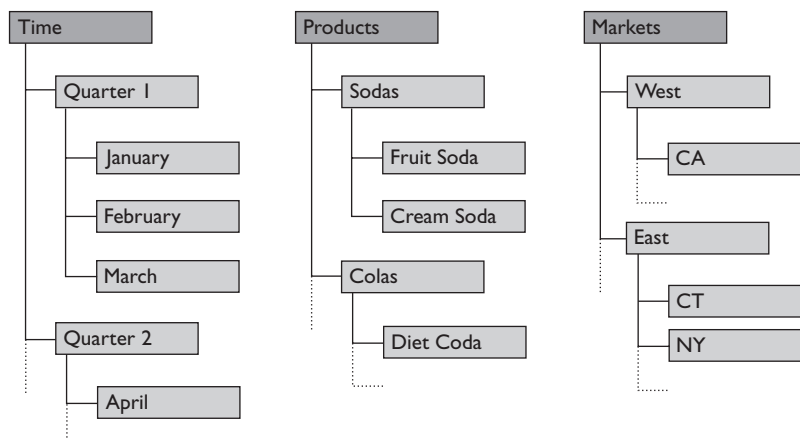 Time
Quarter 1
January
February
March
Quarter 2
April
Products
Sodas
Fruit Soda
Cream Soda
Colas
Diet Coda
Markets
West
CA
East
CT
NY